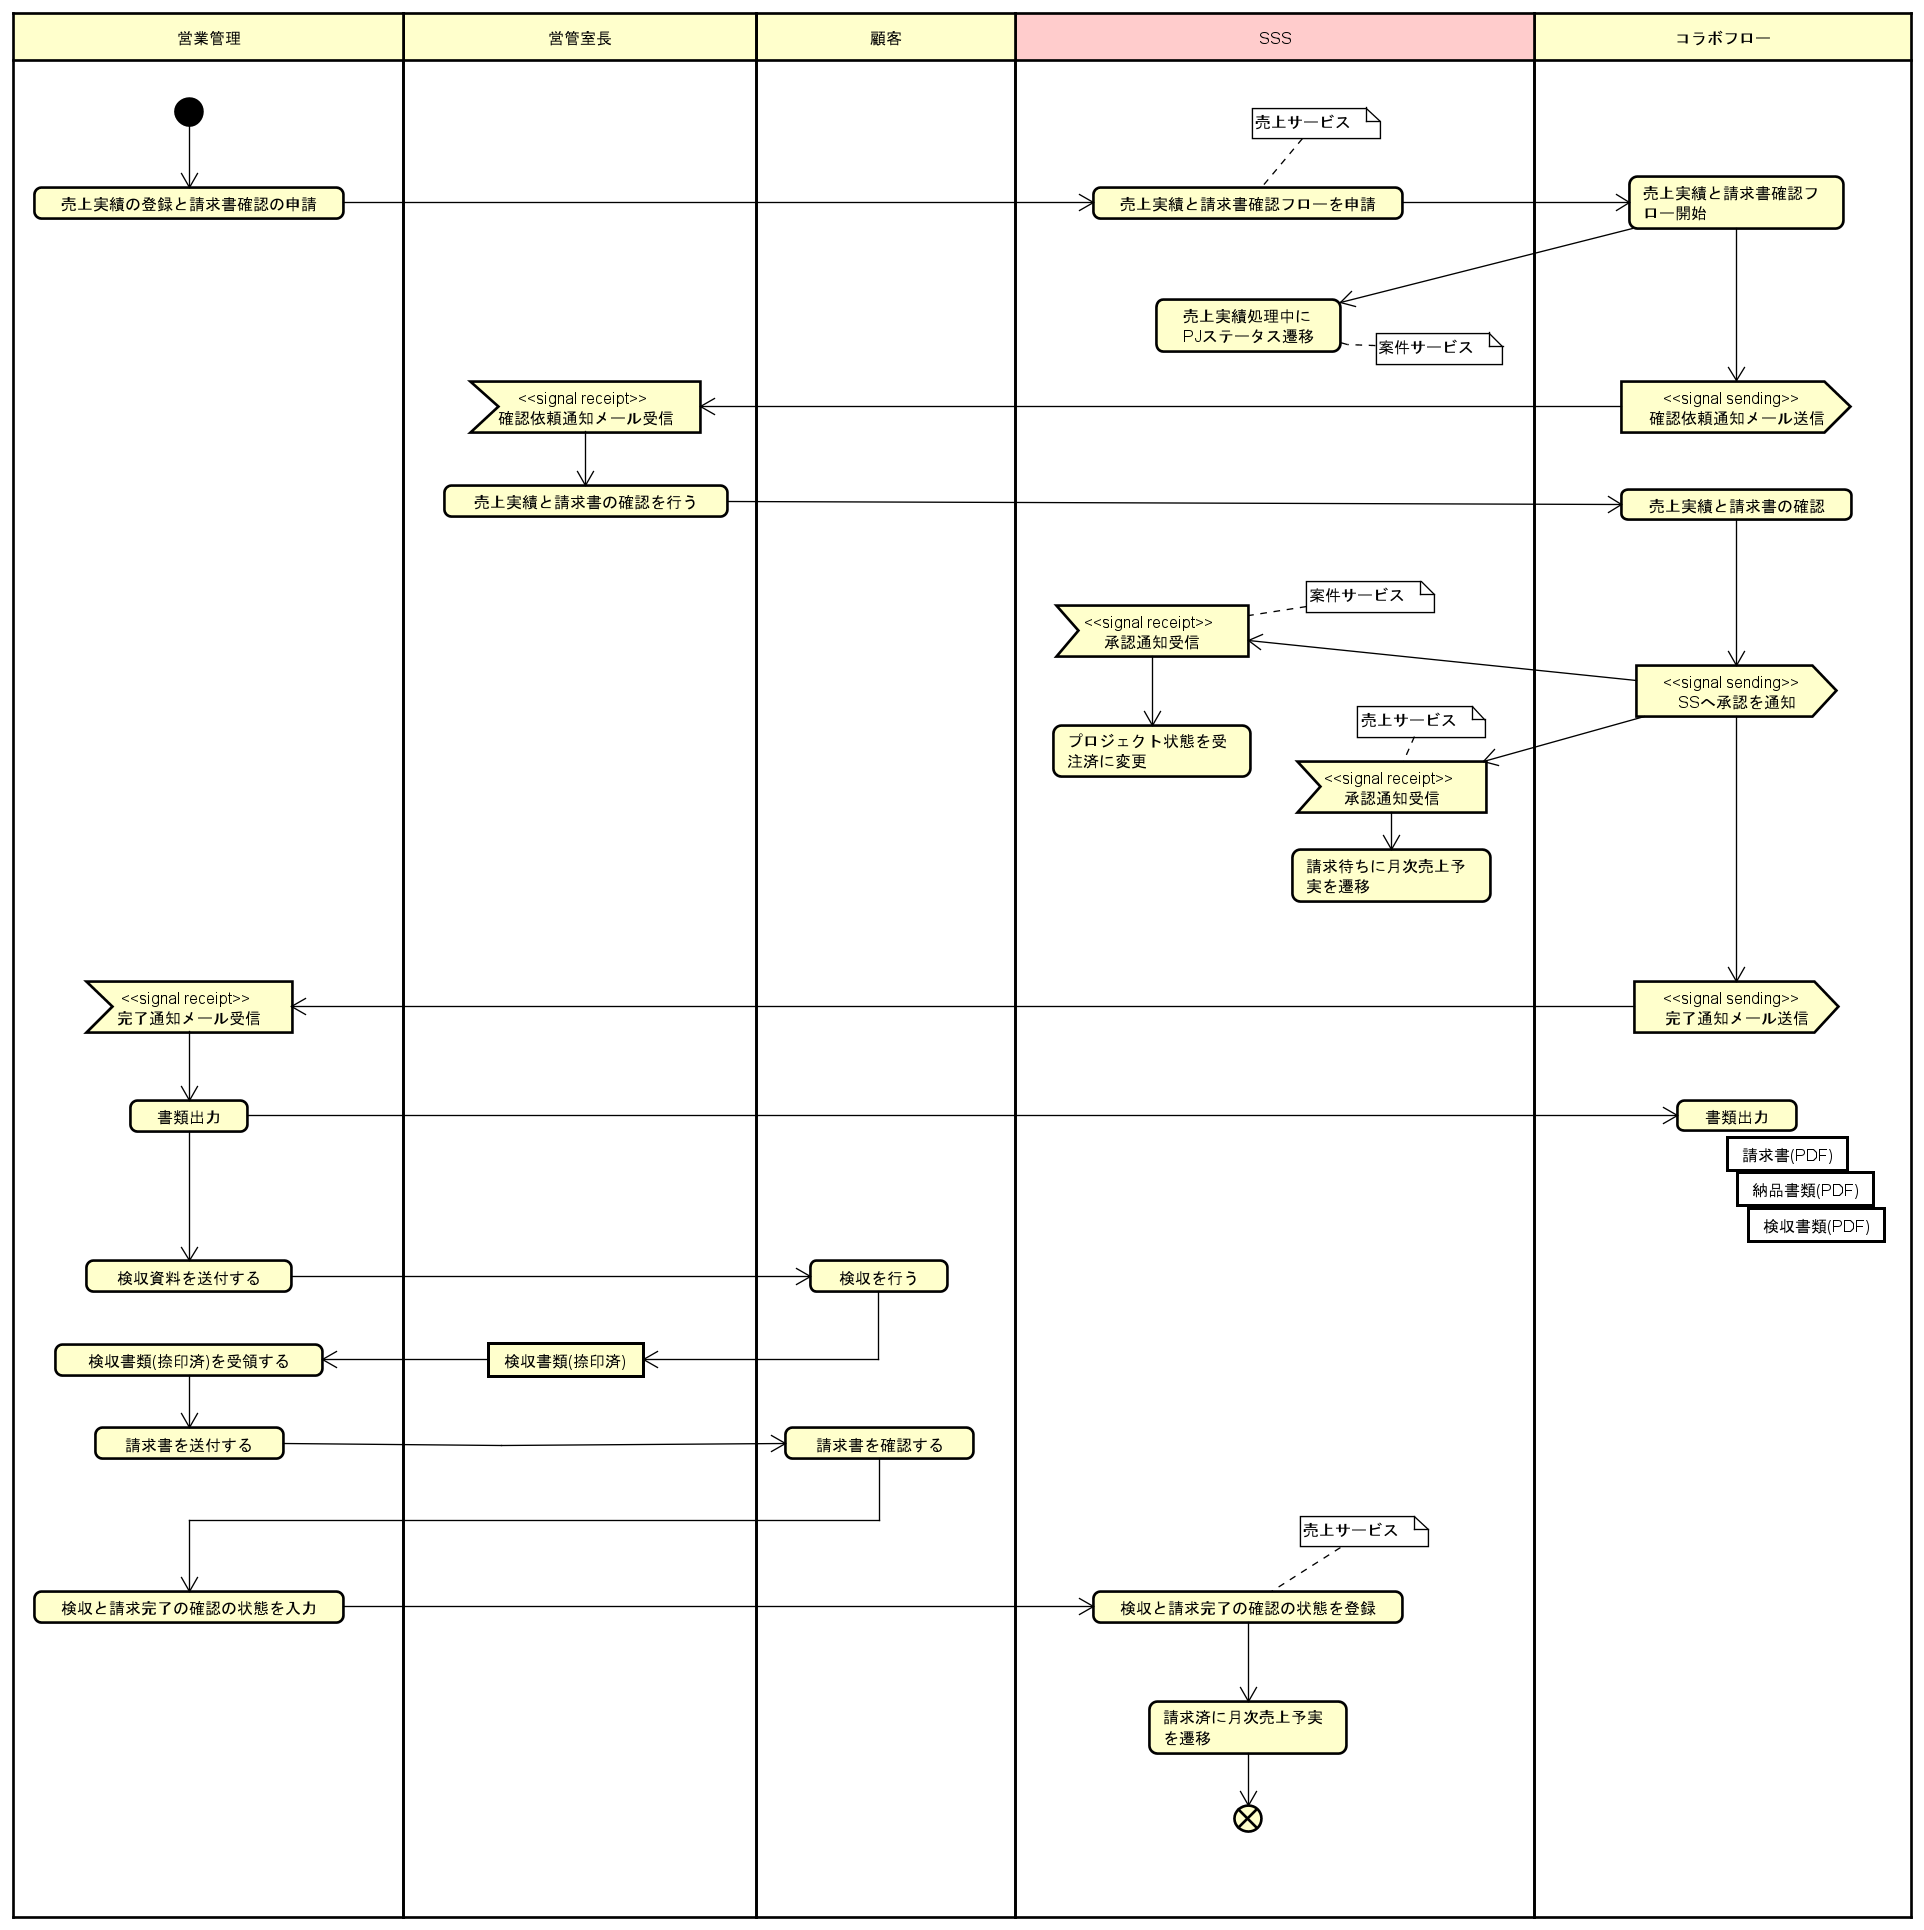 営業管理
営管室長
顧客
SSS
コラボフロー
売上サービス
売上実績の登録と請求書確認の申請
売上実績と請求書確認フローを申請
売上実績と請求書確認フ
ロー開始
売上実績処理中に
PJステータス遷移
案件サービス
<<signal receipt>>
確認依頼通知メール受信
<<signal sending>>
確認依頼通知メール送信
売上実績と請求書の確認を行う
売上実績と請求書の確認
案件サービス
<<signal receipt>>
承認通知受信
<<signal sending>>
SSへ承認を通知
売上サービス
プロジェクト状態を受
注済に変更
<<signal receipt>>
承認通知受信
請求待ちに月次売上予
実を遷移
<<signal receipt>>
完了通知メール受信
<<signal sending>>
完了通知メール送信
書類出力
書類出力
請求書(PDF)
納品書類(PDF)
検収書類(PDF)
検収資料を送付する
検収を行う
検収書類(捺印済)を受領する
検収書類(捺印済)
請求書を送付する
請求書を確認する
売上サービス
検収と請求完了の確認の状態を入力
検収と請求完了の確認の状態を登録
請求済に月次売上予実
を遷移